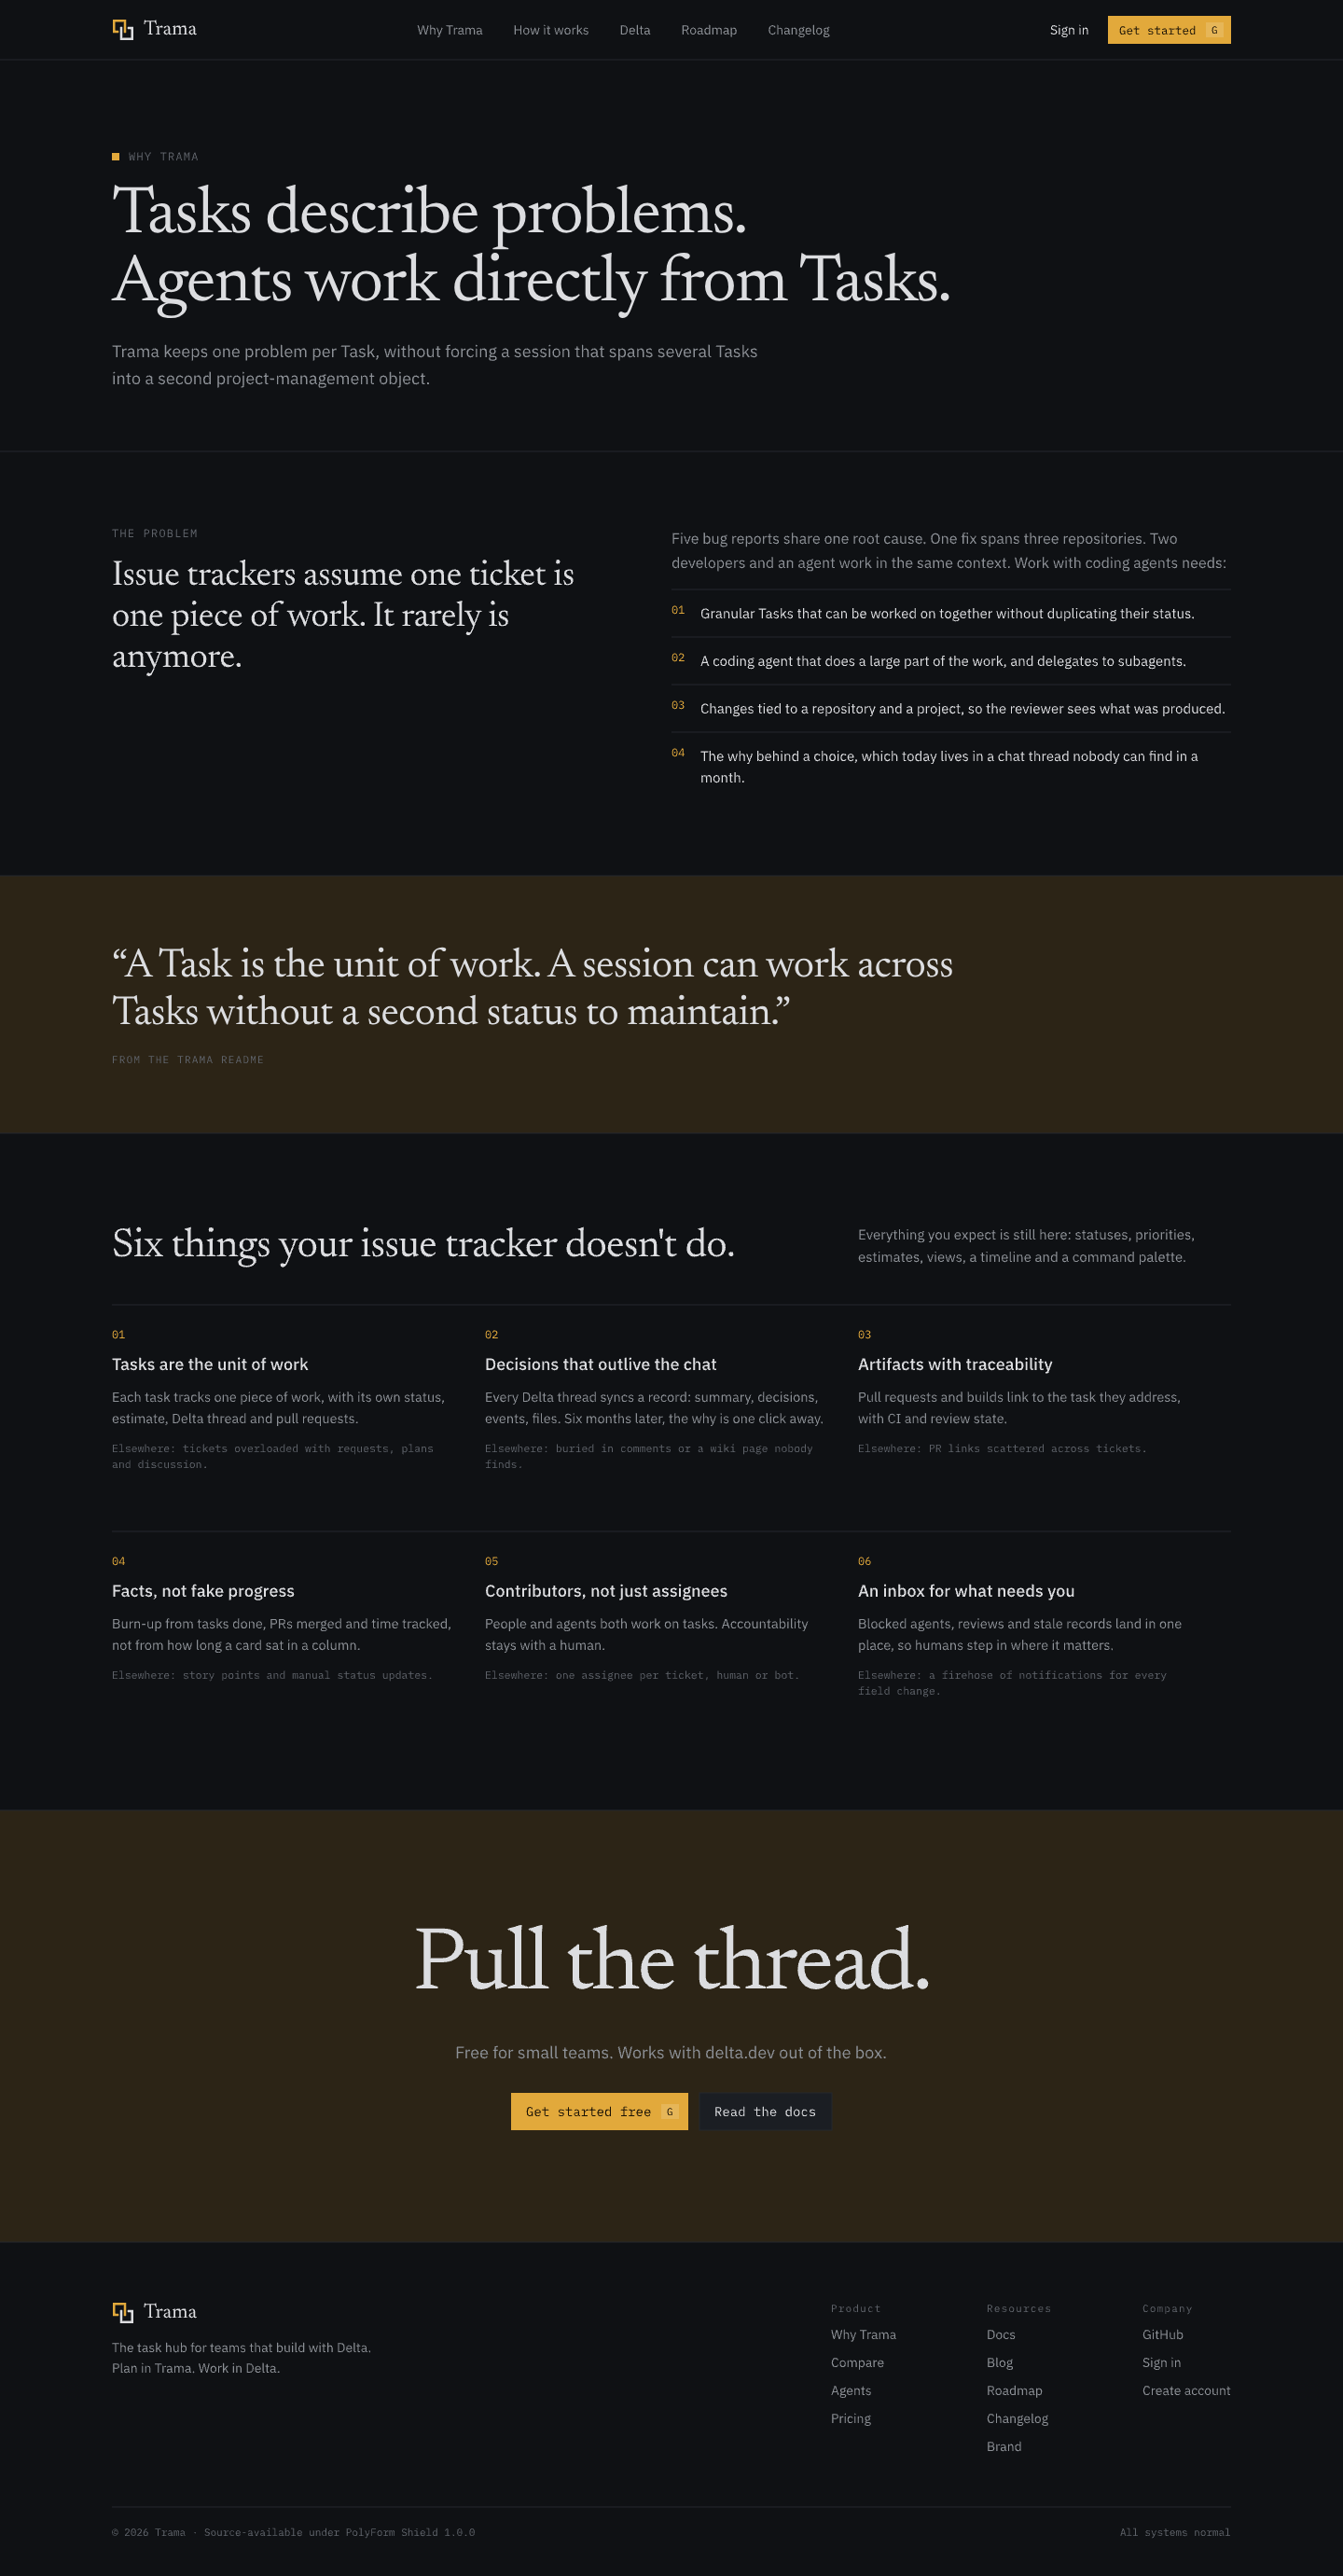 Trama
Why Trama
How it works
Delta
Roadmap
Changelog
Sign in
Get started G
WHY TRAMA
Tasks describe problems.
Agents work directly from Tasks.
Trama keeps one problem per Task, without forcing a session that spans several Tasks
into a second project-management object.
THE PROBLEM
Issue trackers assume one ticket is
one piece of work. It rarely is
anymore.
Five bug reports share one root cause. One fix spans three repositories. Two
developers and an agent work in the same context. Work with coding agents needs:
01 Granular Tasks that can be worked on together without duplicating their status.
02 A coding agent that does a large part of the work, and delegates to subagents.
03 Changes tied to a repository and a project, so the reviewer sees what was produced.
04 The why behind a choice, which today lives in a chat thread nobody can find in a
month.
“A Task is the unit of work. A session can work across
Tasks without a second status to maintain.”
FROM THE TRAMA README
Six things your issue tracker doesn't do.
Everything you expect is still here: statuses, priorities,
estimates, views, a timeline and a command palette.
01
Tasks are the unit of work
Each task tracks one piece of work, with its own status,
estimate, Delta thread and pull requests.
Elsewhere: tickets overloaded with requests, plans
and discussion.
02
Decisions that outlive the chat
Every Delta thread syncs a record: summary, decisions,
events, files. Six months later, the why is one click away.
Elsewhere: buried in comments or a wiki page nobody
finds.
03
Artifacts with traceability
Pull requests and builds link to the task they address,
with CI and review state.
Elsewhere: PR links scattered across tickets.
04
Facts, not fake progress
Burn-up from tasks done, PRs merged and time tracked,
not from how long a card sat in a column.
Elsewhere: story points and manual status updates.
05
Contributors, not just assignees
People and agents both work on tasks. Accountability
stays with a human.
Elsewhere: one assignee per ticket, human or bot.
06
An inbox for what needs you
Blocked agents, reviews and stale records land in one
place, so humans step in where it matters.
Elsewhere: a firehose of notifications for every
field change.
Pull the thread.
Free for small teams. Works with delta.dev out of the box.
Get started free G
Read the docs
Trama
The task hub for teams that build with Delta.
Plan in Trama. Work in Delta.
Product
Why Trama
Compare
Agents
Pricing
Resources
Docs
Blog
Roadmap
Changelog
Brand
Company
GitHub
Sign in
Create account
© 2026 Trama · Source-available under PolyForm Shield 1.0.0
All systems normal